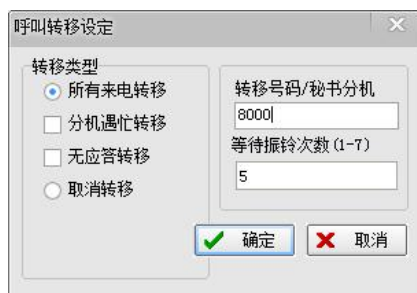 呼叫转移设定
转移类型
所有来电转移
分机遇忙转移
无应答转移
取消转移
转移号码/秘书分机
8000
等待振铃次数(1-7)
5
确定
取消